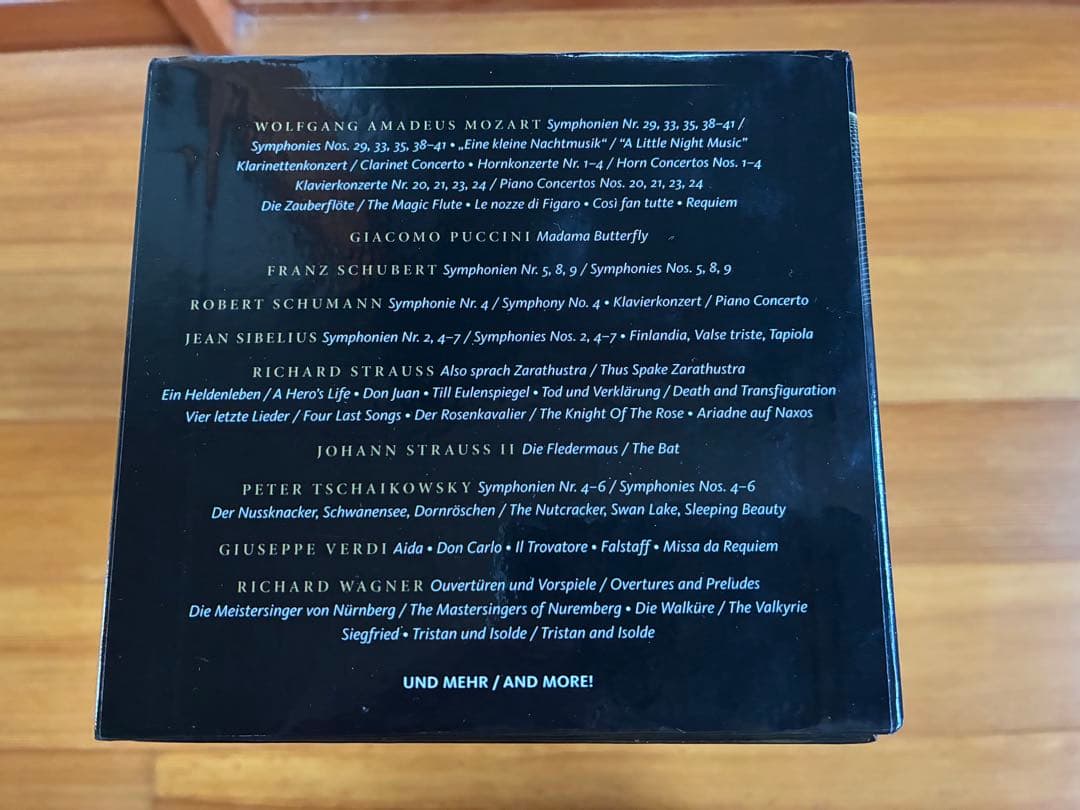 WOLFGANG AMADEUS MOZART Symphonien Nr. 29, 33, 35, 38–41 /
Symphonies Nos. 29, 33, 35, 38–41 • „Eine kleine Nachtmusik“ / “A Little Night Music”
Klarinettenkonzert / Clarinet Concerto • Hornkonzerte Nr. 1–4 / Horn Concertos Nos. 1–4
Klavierkonzerte Nr. 20, 21, 23, 24 / Piano Concertos Nos. 20, 21, 23, 24
Die Zauberflöte / The Magic Flute • Le nozze di Figaro • Così fan tutte • Requiem
GIACOMO PUCCINI Madama Butterfly
FRANZ SCHUBERT Symphonien Nr. 5, 8, 9 / Symphonies Nos. 5, 8, 9
ROBERT SCHUMANN Symphonie Nr. 4 / Symphony No. 4 • Klavierkonzert / Piano Concerto
JEAN SIBELIUS Symphonien Nr. 2, 4–7 / Symphonies Nos. 2, 4–7 • Finlandia, Valse triste, Tapiola
RICHARD STRAUSS Also sprach Zarathustra / Thus Spake Zarathustra
Ein Heldenleben / A Hero's Life • Don Juan • Till Eulenspiegel • Tod und Verklärung / Death and Transfiguration
Vier letzte Lieder / Four Last Songs • Der Rosenkavalier / The Knight Of The Rose • Ariadne auf Naxos
JOHANN STRAUSS II Die Fledermaus / The Bat
PETER TSCHAIKOWSKY Symphonien Nr. 4–6 / Symphonies Nos. 4–6
Der Nussknacker, Schwanensee, Dornröschen / The Nutcracker, Swan Lake, Sleeping Beauty
GIUSEPPE VERDI Aida • Don Carlo • Il Trovatore • Falstaff • Missa da Requiem
RICHARD WAGNER Ouvertüren und Vorspiele / Overtures and Preludes
Die Meistersinger von Nürnberg / The Mastersingers of Nuremberg • Die Walküre / The Valkyrie
Siegfried • Tristan und Isolde / Tristan and Isolde
UND MEHR / AND MORE!